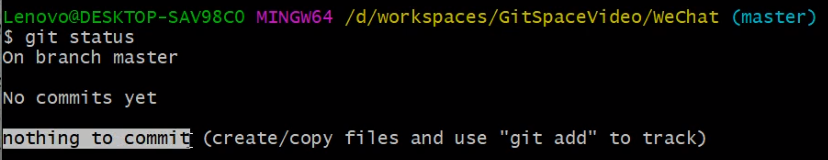 Lenovo@DESKTOP-SAV98C0 MINGW64 /d/workspaces/GitSpaceVideo/WeChat (master)
$ git status
On branch master
No commits yet
nothing to commit (create/copy files and use "git add" to track)